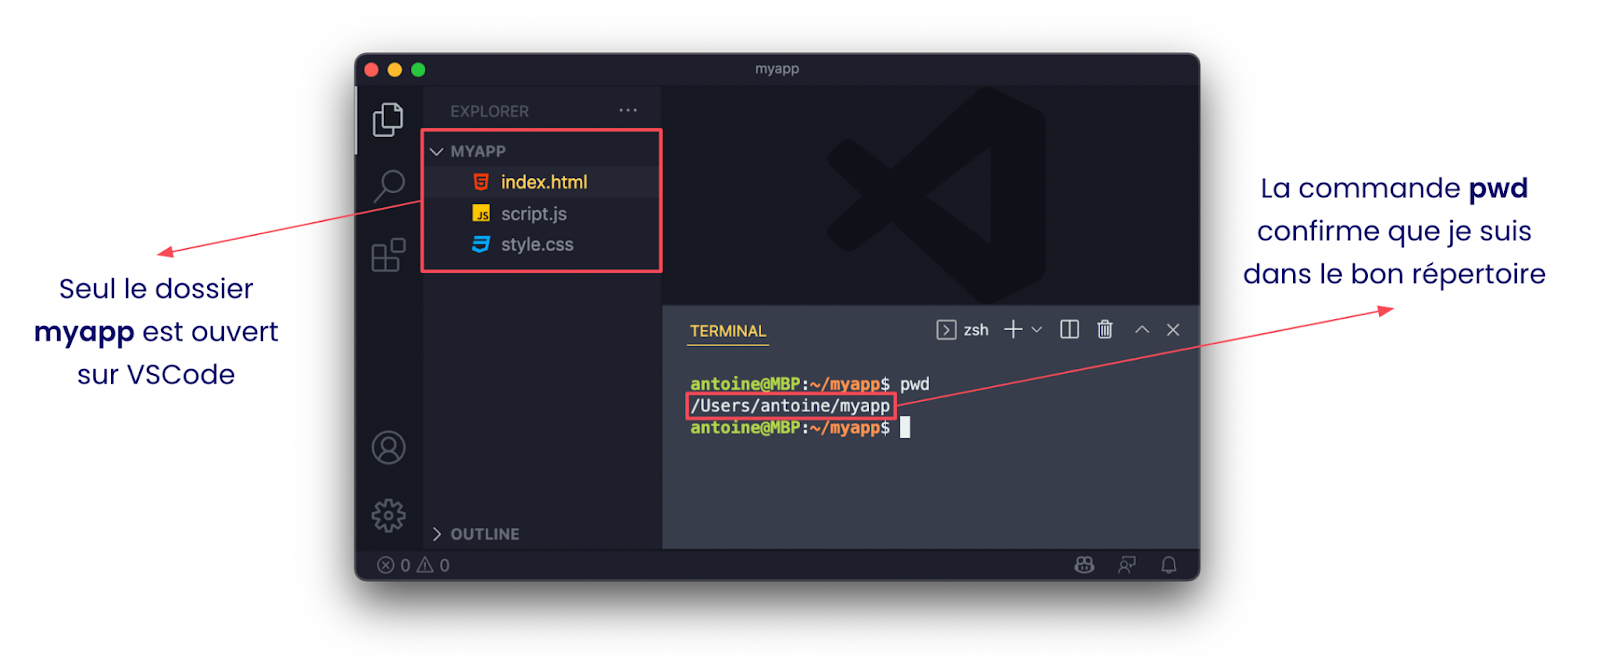 myapp
EXPLORER
MYAPP
index.html
JS script.js
style.css
OUTLINE
0 0
TERMINAL
zsh
antoine@MBP:~/myapp$ pwd
/Users/antoine/myapp
antoine@MBP:~/myapp$
Seul le dossier
myapp est ouvert
sur VSCode
La commande pwd
confirme que je suis
dans le bon répertoire